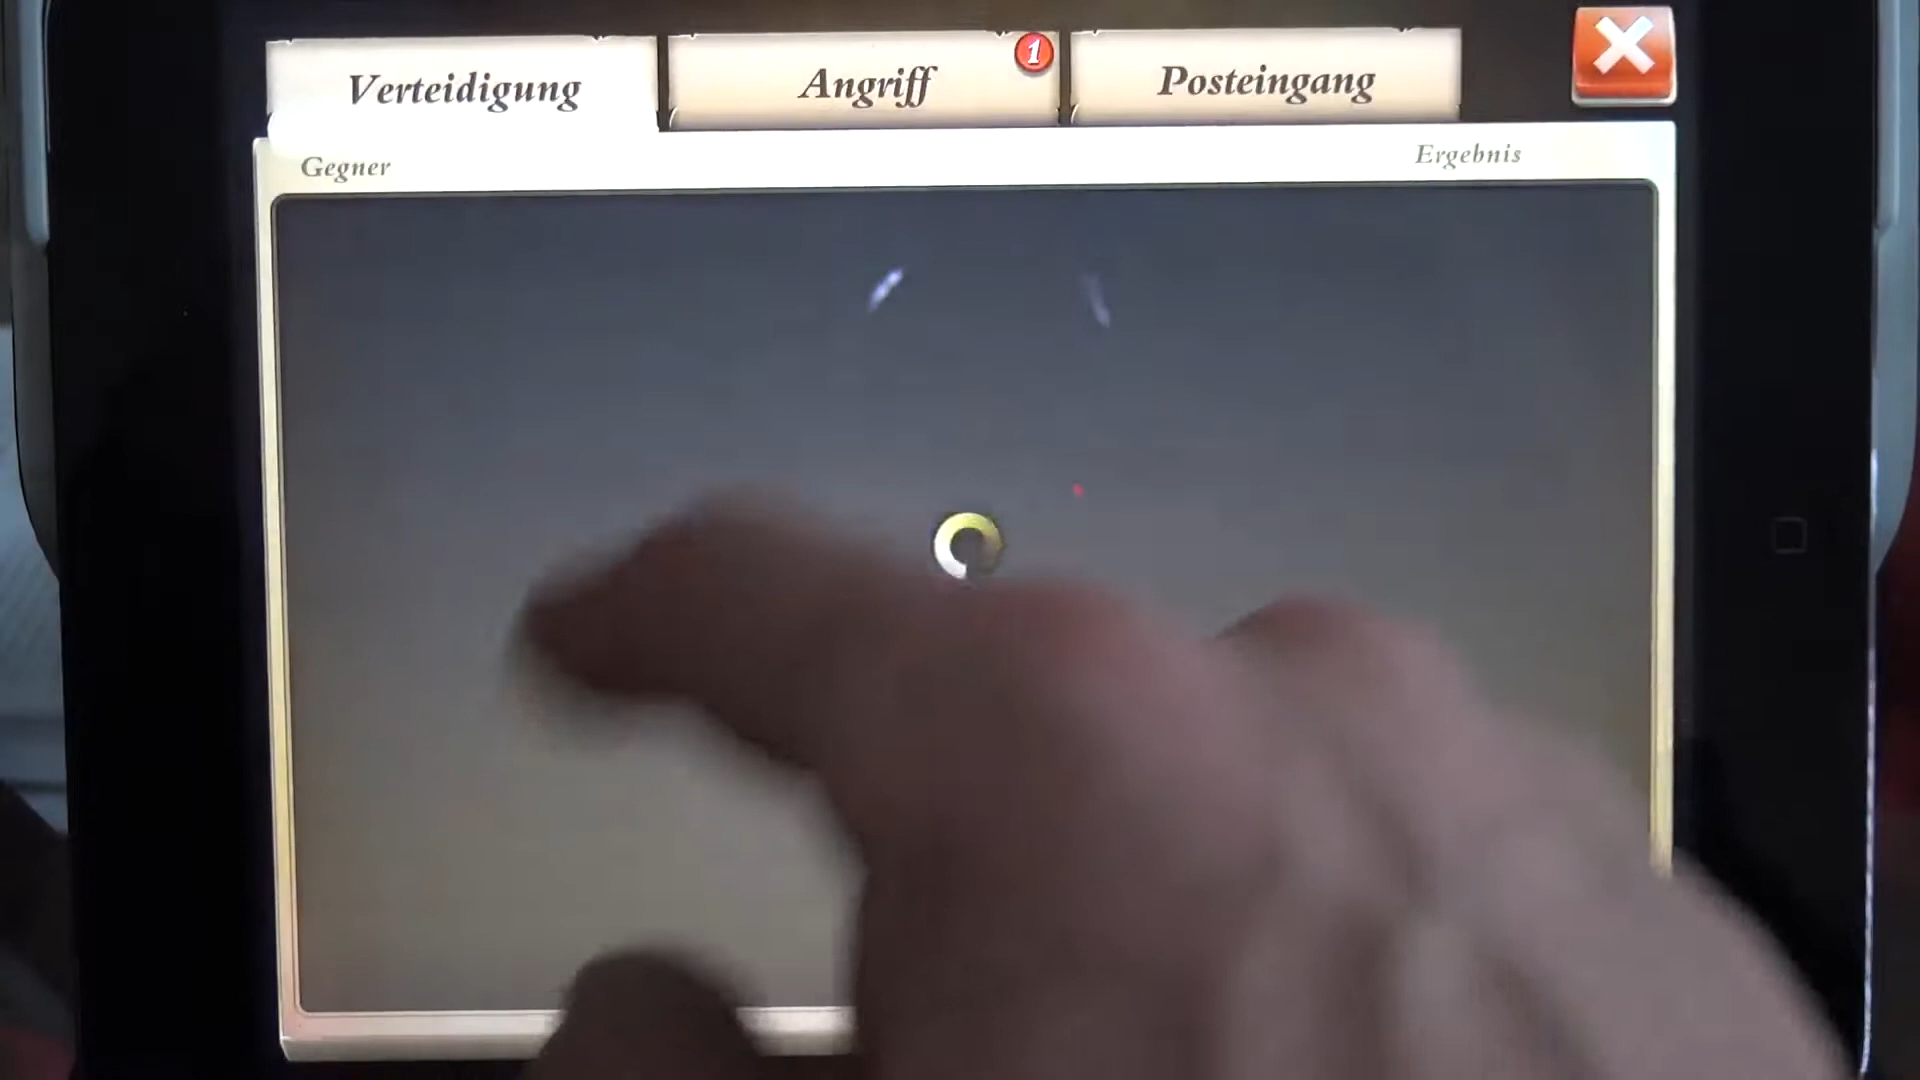 Verteidigung
Angriff
1
Posteingang
Gegner
Ergebnis